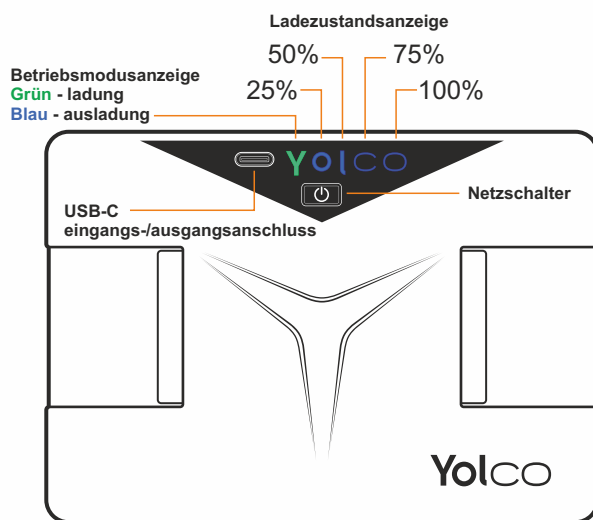 Ladezustandsanzeige
50% 75%
Betriebsmodusanzeige
Grün - ladung
25% 100%
Blau - ausladung
Yolco
Netzschalter
USB-C
eingangs-/ausgangsanschluss
Yolco